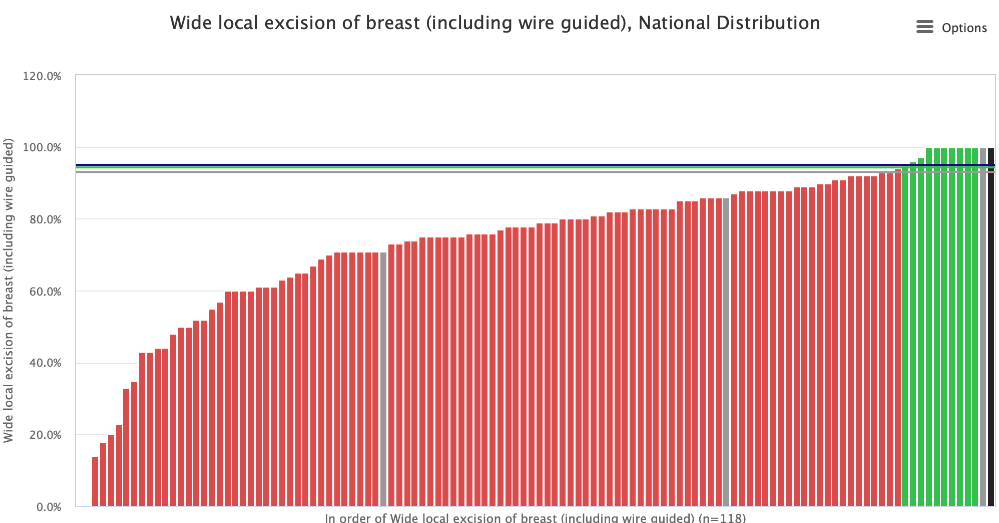 Wide local excision of breast (including wire guided), National Distribution
Options
Wide local excision of breast (including wire guided)
120.0%
100.0%
80.0%
60.0%
40.0%
20.0%
0.0%
In order of Wide local excision of breast (including wire guided) (n=118)